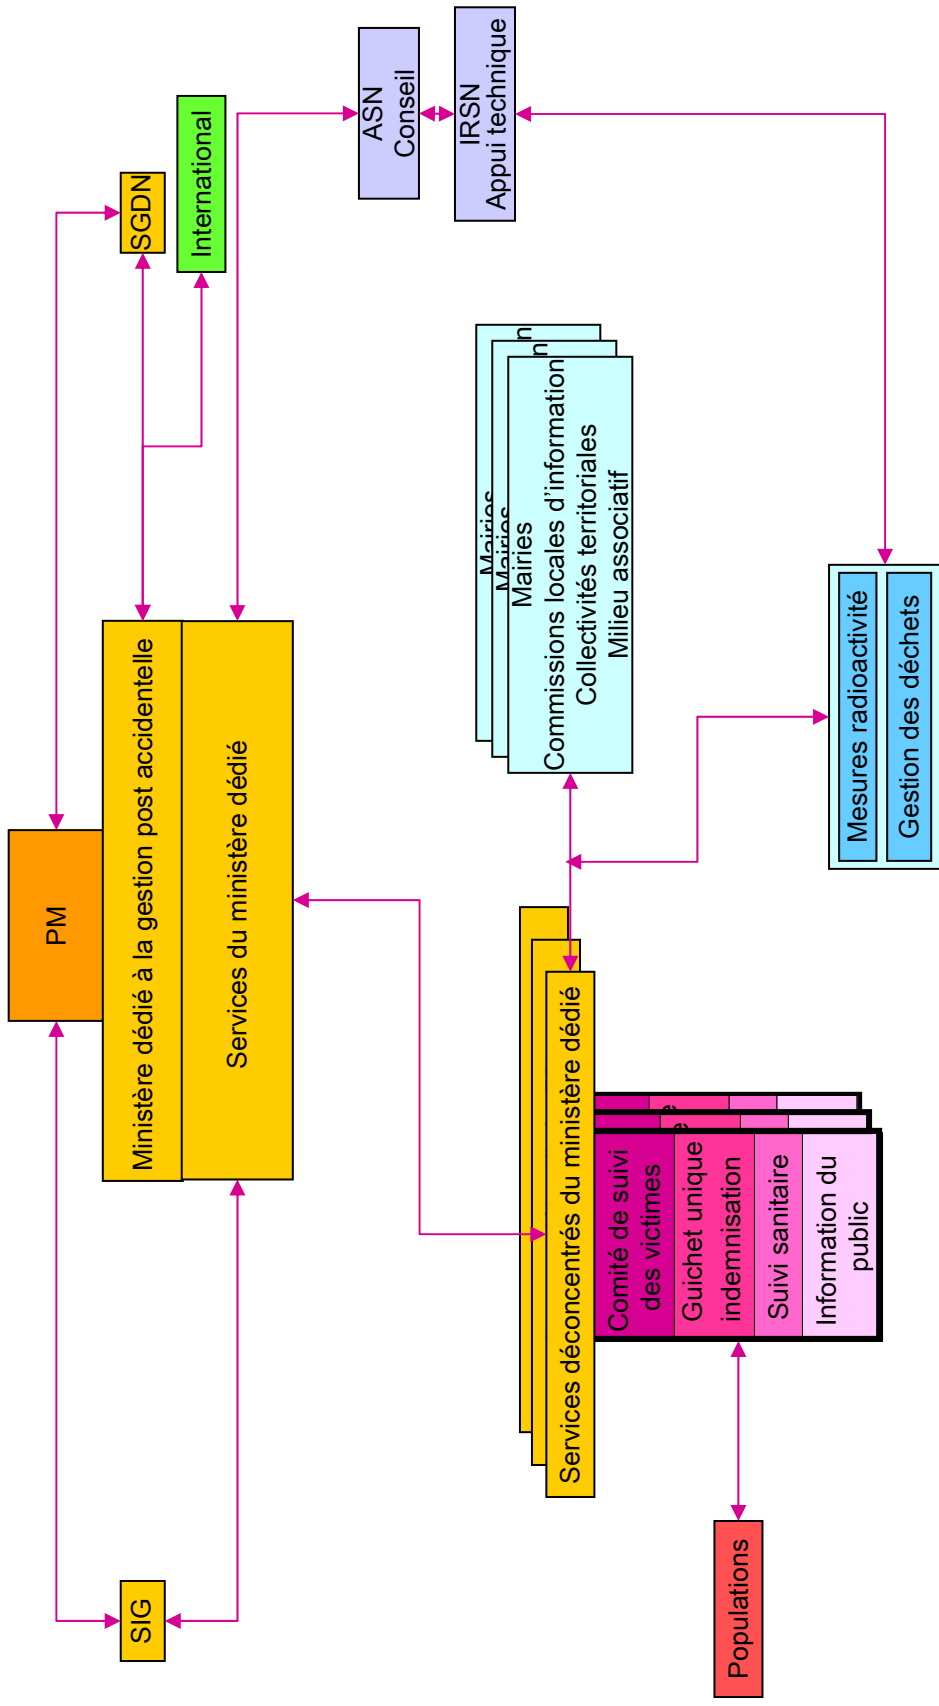 PM
SIG
SGDN
Ministère dédié à la gestion post accidentelle
International
Services du ministère dédié
ASN
Conseil
IRSN
Appui technique
Mairies
n
Mairies
n
Mairies
Commissions locales d'information
Collectivités territoriales
Milieu associatif
Services déconcentrés du ministère dédié
Comité de suivi
des victimes
Guichet unique
indemnisation
e
e
Suivi sanitaire
Information du
public
Populations
Mesures radioactivité
Gestion des déchets